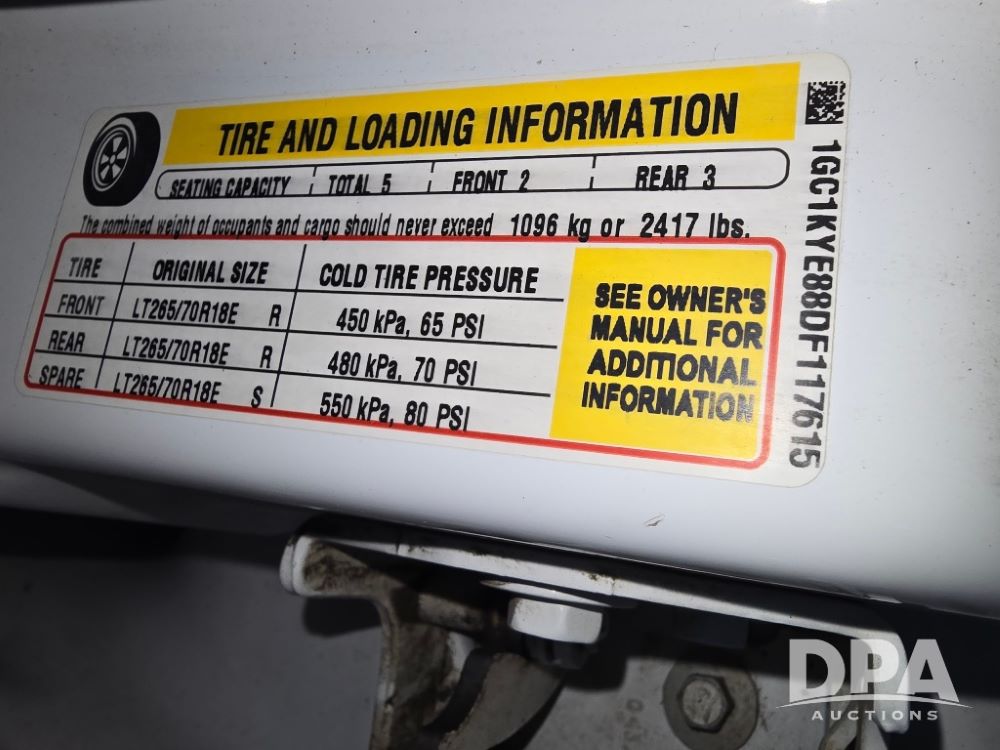 TIRE AND LOADING INFORMATION
SEATING CAPACITY TOTAL 5 FRONT 2 REAR 3
The combined weight of occupants and cargo should never exceed 1096 kg or 2417 lbs.
TIRE ORIGINAL SIZE COLD TIRE PRESSURE
FRONT LT265/70R18E R 450 kPa, 65 PSI
REAR LT265/70R18E R 480 kPa, 70 PSI
SPARE LT265/70R18E S 550 kPa, 80 PSI
SEE OWNER'S
MANUAL FOR
ADDITIONAL
INFORMATION
1GC1KYE88DF117615
DPA
AUCTIONS